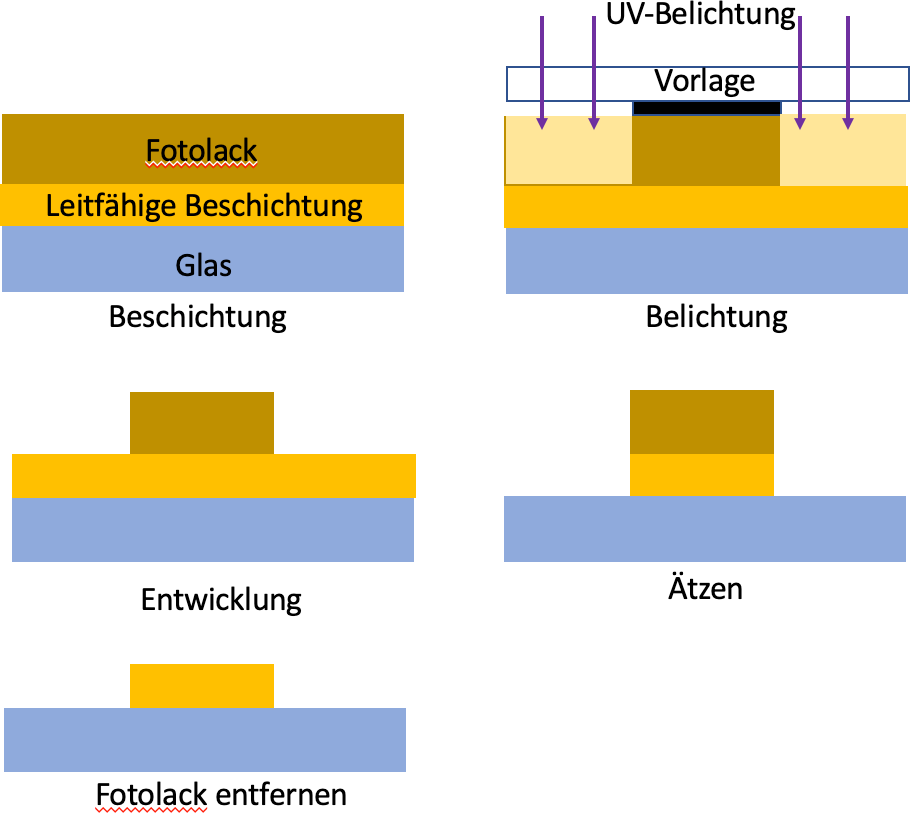 UV-Belichtung
Vorlage
Fotolack
Leitfähige Beschichtung
Glas
Beschichtung
Belichtung
Entwicklung
Ätzen
Fotolack entfernen